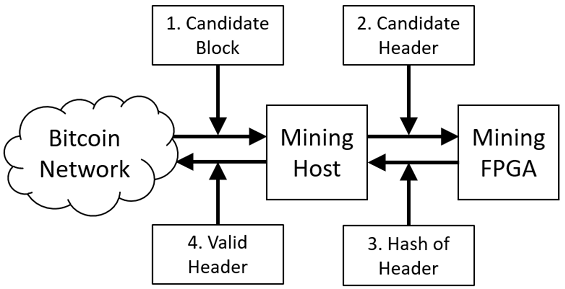 1. Candidate
Block
2. Candidate
Header
Bitcoin
Network
Mining
Host
Mining
FPGA
4. Valid
Header
3. Hash of
Header